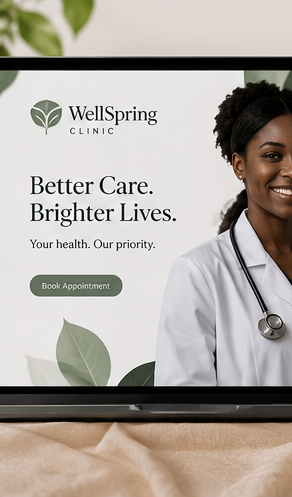 WellSpring
CLINIC
Better Care.
Brighter Lives.
Your health. Our priority.
Book Appointment